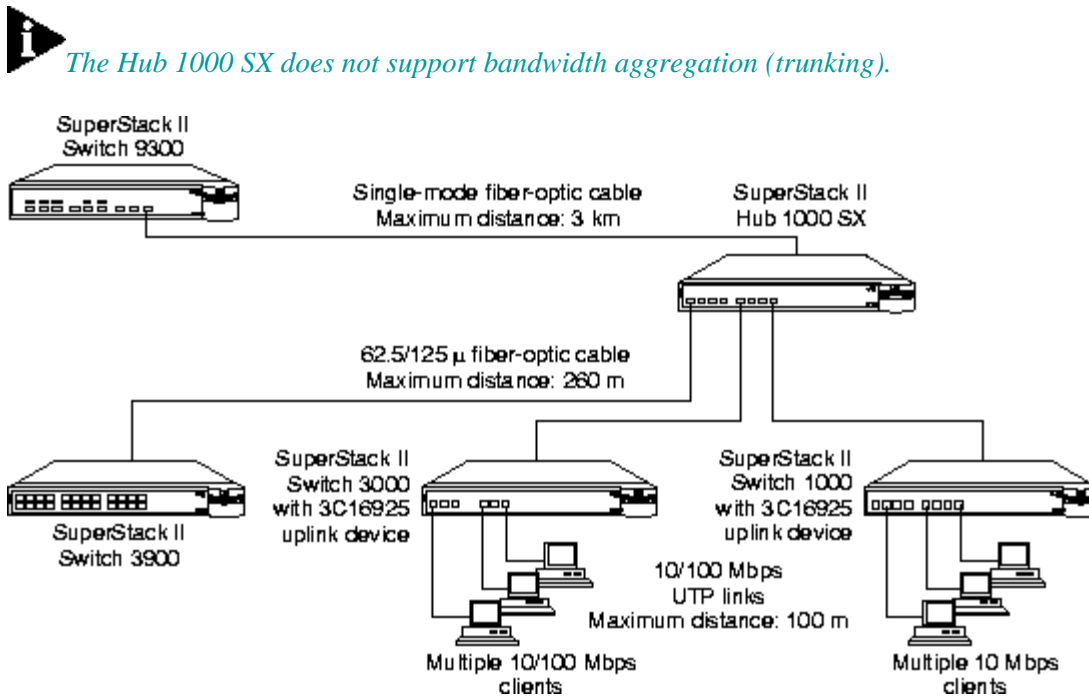 i
The Hub 1000 SX does not support bandwidth aggregation (trunking).
SuperStack II
Switch 9300
Single-mode fiber-optic cable
Maximum distance: 3 km
SuperStack II
Hub 1000 SX
62.5/125 μ fiber-optic cable
Maximum distance: 260 m
SuperStack II
Switch 3900
SuperStack II
Switch 3000
with 3C16925
uplink device
SuperStack II
Switch 1000
with 3C16925
uplink device
10/100 Mbps
UTP links
Maximum distance: 100 m
Multiple 10/100 Mbps
clients
Multiple 10 Mbps
clients